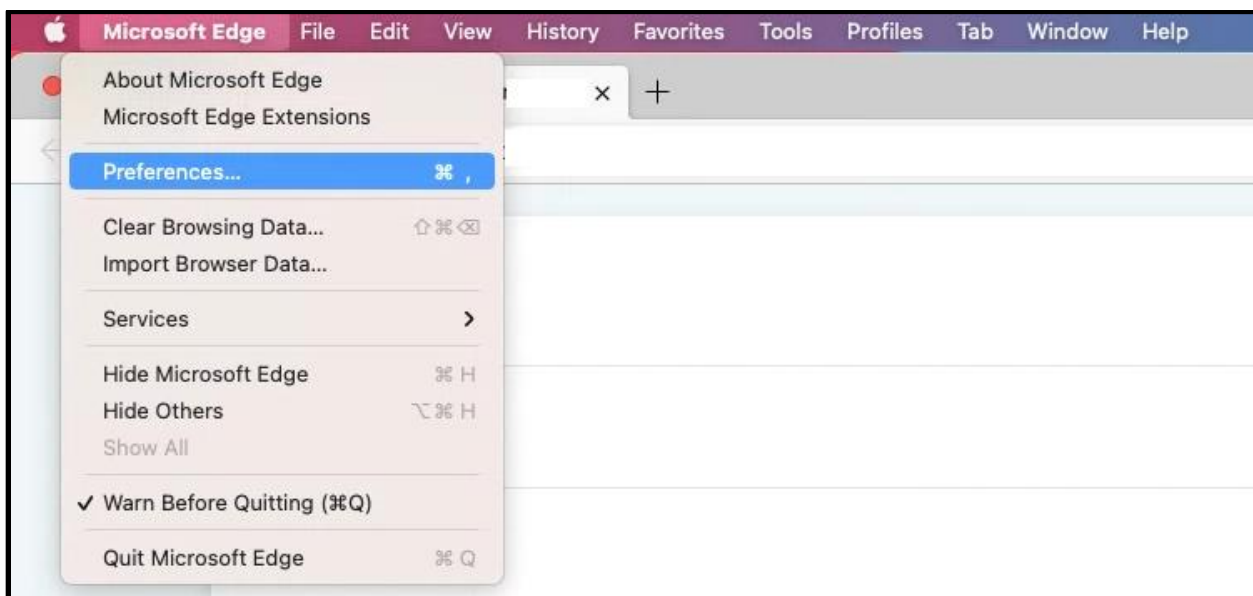 Microsoft Edge File Edit View History Favorites Tools Profiles Tab Window Help
About Microsoft Edge
Microsoft Edge Extensions
Preferences... ⌘ ,
Clear Browsing Data... ⇧⌘⌫
Import Browser Data...
Services
Hide Microsoft Edge ⌘ H
Hide Others ⌥⌘ H
Show All
✓ Warn Before Quitting (⌘Q)
Quit Microsoft Edge ⌘ Q